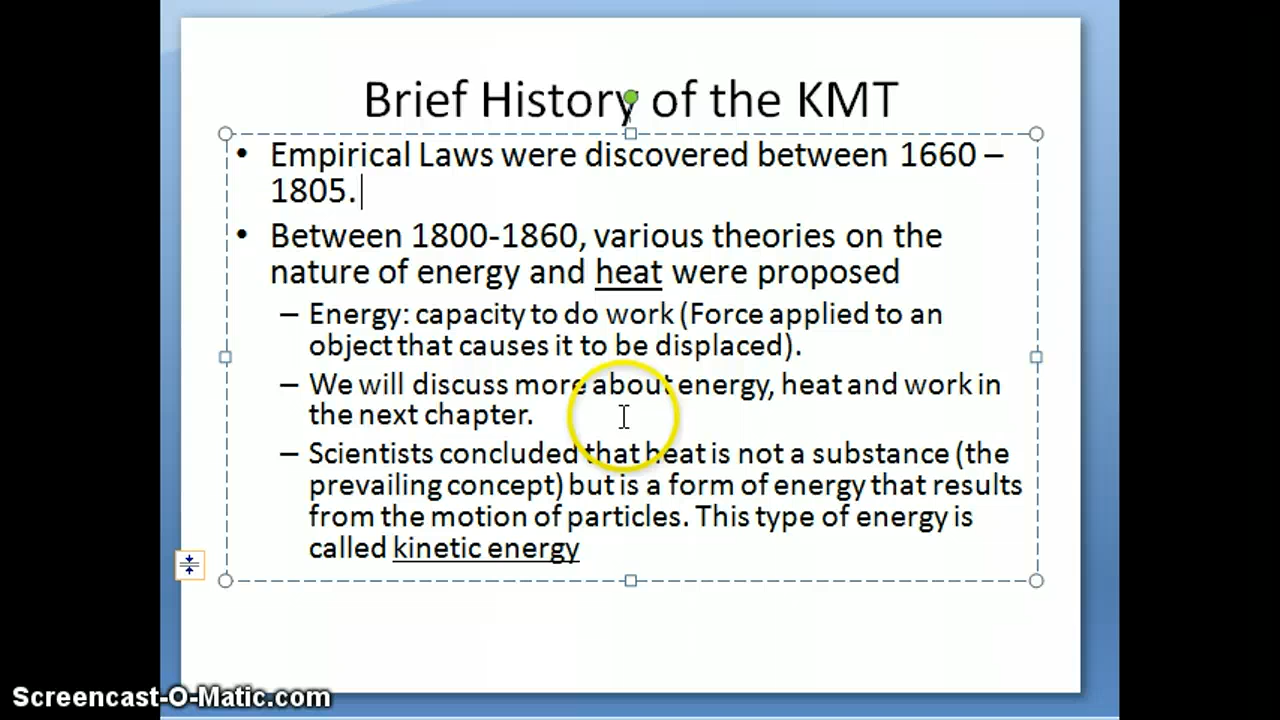 Brief History of the KMT
• Empirical Laws were discovered between 1660 –
1805.
• Between 1800-1860, various theories on the
nature of energy and heat were proposed
– Energy: capacity to do work (Force applied to an
object that causes it to be displaced).
– We will discuss more about energy, heat and work in
the next chapter.
– Scientists concluded that heat is not a substance (the
prevailing concept) but is a form of energy that results
from the motion of particles. This type of energy is
called kinetic energy
Screencast-O-Matic.com